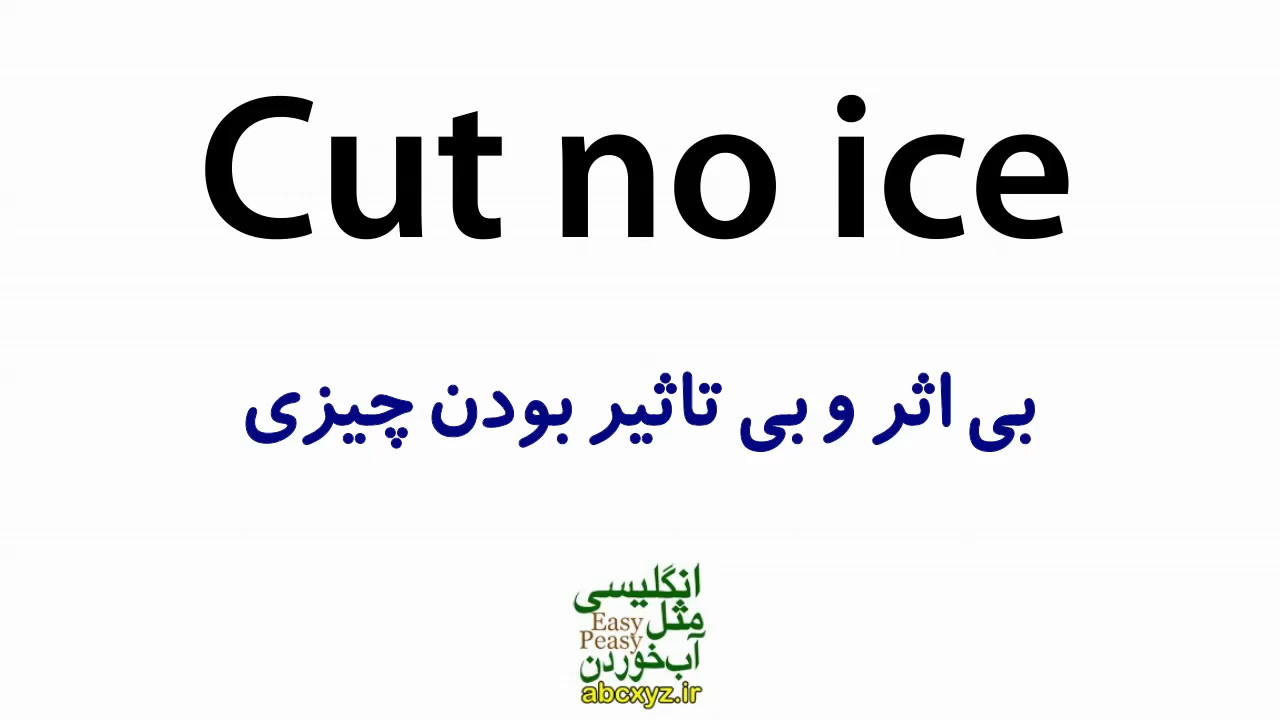 Cut no ice
بی اثر و بی تاثیر بودن چیزی
انگلیسی
مثل
Easy
Peasy
آب‌خوردن
abcxyz.ir